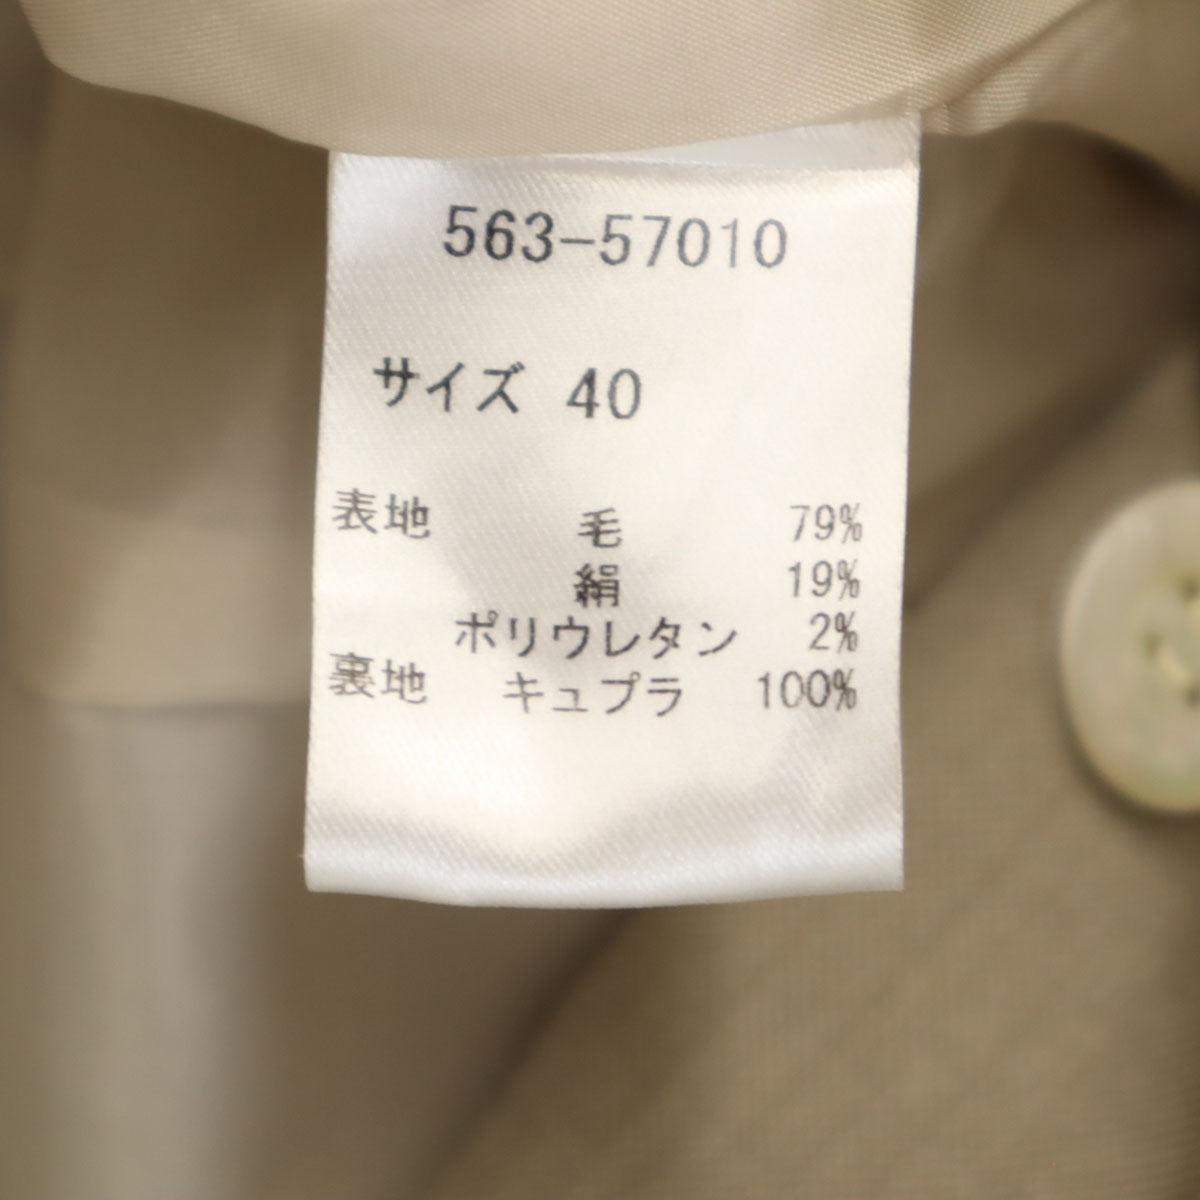 563-57010
サイズ 40
表地 毛 79%
絹 19%
ポリウレタン 2%
裏地 キュプラ 100%